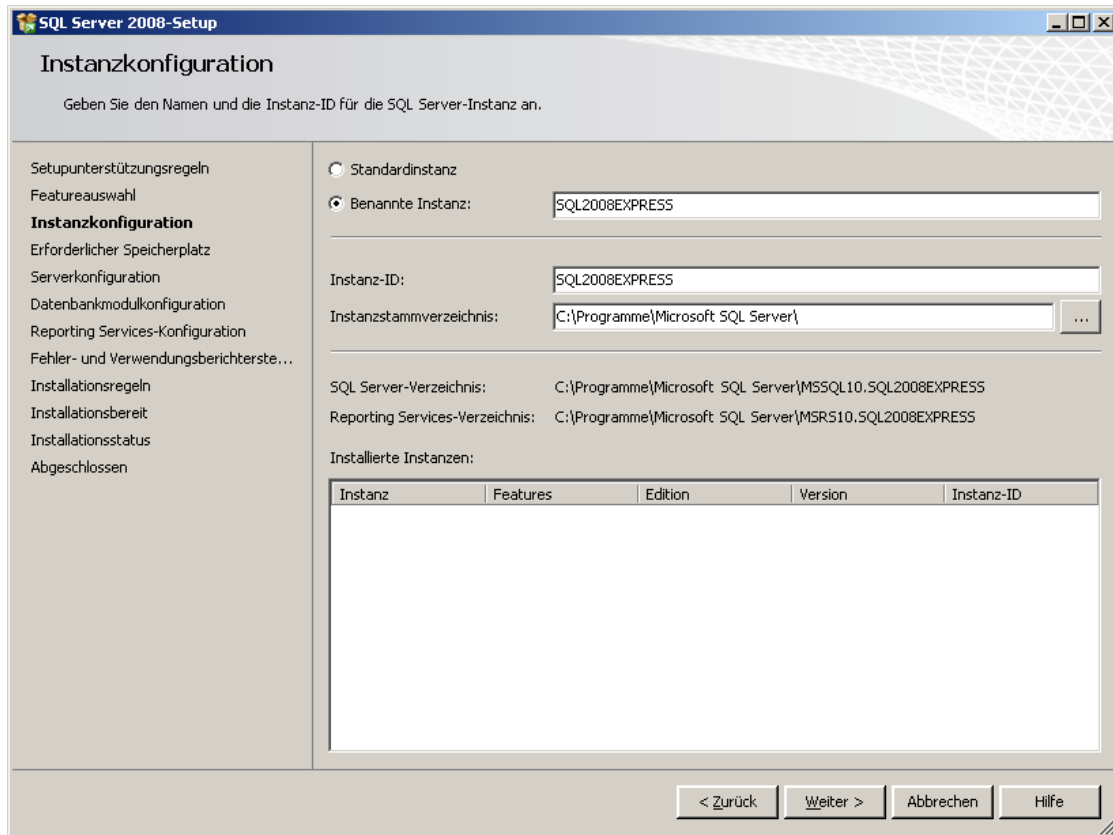 SQL Server 2008-Setup
Instanzkonfiguration
Geben Sie den Namen und die Instanz-ID für die SQL Server-Instanz an.
Setupunterstützungsregeln
Featureauswahl
Instanzkonfiguration
Erforderlicher Speicherplatz
Serverkonfiguration
Datenbankmodulkonfiguration
Reporting Services-Konfiguration
Fehler- und Verwendungsberichterste...
Installationsregeln
Installationsbereit
Installationsstatus
Abgeschlossen
Standardinstanz
Benannte Instanz: SQL2008EXPRESS
Instanz-ID: SQL2008EXPRESS
Instanzstammverzeichnis: C:\Programme\Microsoft SQL Server\ ...
SQL Server-Verzeichnis: C:\Programme\Microsoft SQL Server\MSSQL10.SQL2008EXPRESS
Reporting Services-Verzeichnis: C:\Programme\Microsoft SQL Server\MSRS10.SQL2008EXPRESS
Installierte Instanzen:
Instanz Features Edition Version Instanz-ID
< Zurück Weiter > Abbrechen Hilfe